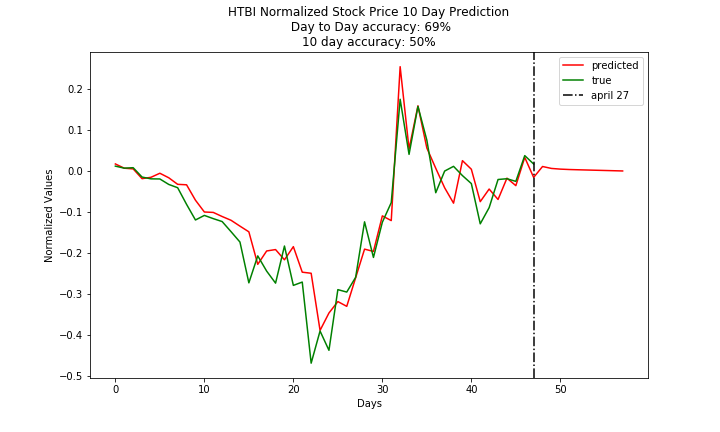 HTBI Normalized Stock Price 10 Day Prediction
Day to Day accuracy: 69%
10 day accuracy: 50%
predicted
true
april 27
Normalized Values
0.2
0.1
0.0
−0.1
−0.2
−0.3
−0.4
−0.5
0
10
20
30
40
50
Days